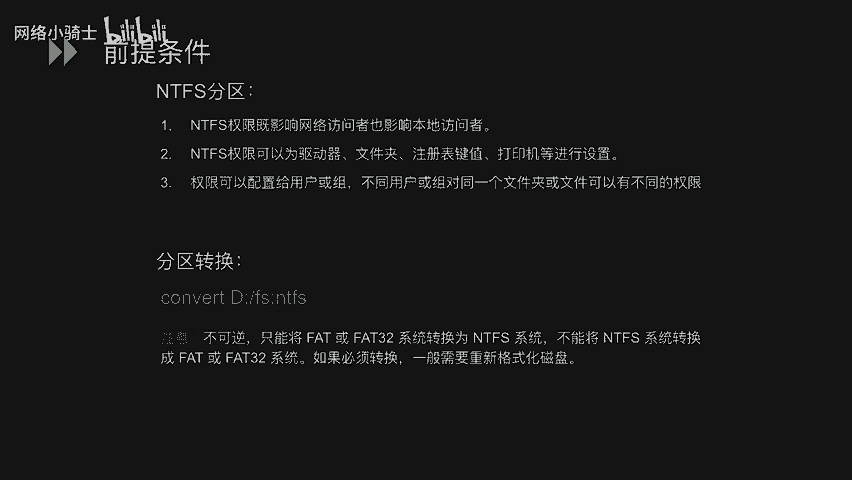 网络小骑士 bilibili
前提条件
NTFS分区：
1. NTFS权限既影响网络访问者也影响本地访问者。
2. NTFS权限可以为驱动器、文件夹、注册表键值、打印机等进行设置。
3. 权限可以配置给用户或组，不同用户或组对同一个文件夹或文件可以有不同的权限
分区转换：
convert D:/fs:ntfs
不可逆，只能将 FAT 或 FAT32 系统转换为 NTFS 系统，不能将 NTFS 系统转换
成 FAT 或 FAT32 系统。如果必须转换，一般需要重新格式化磁盘。